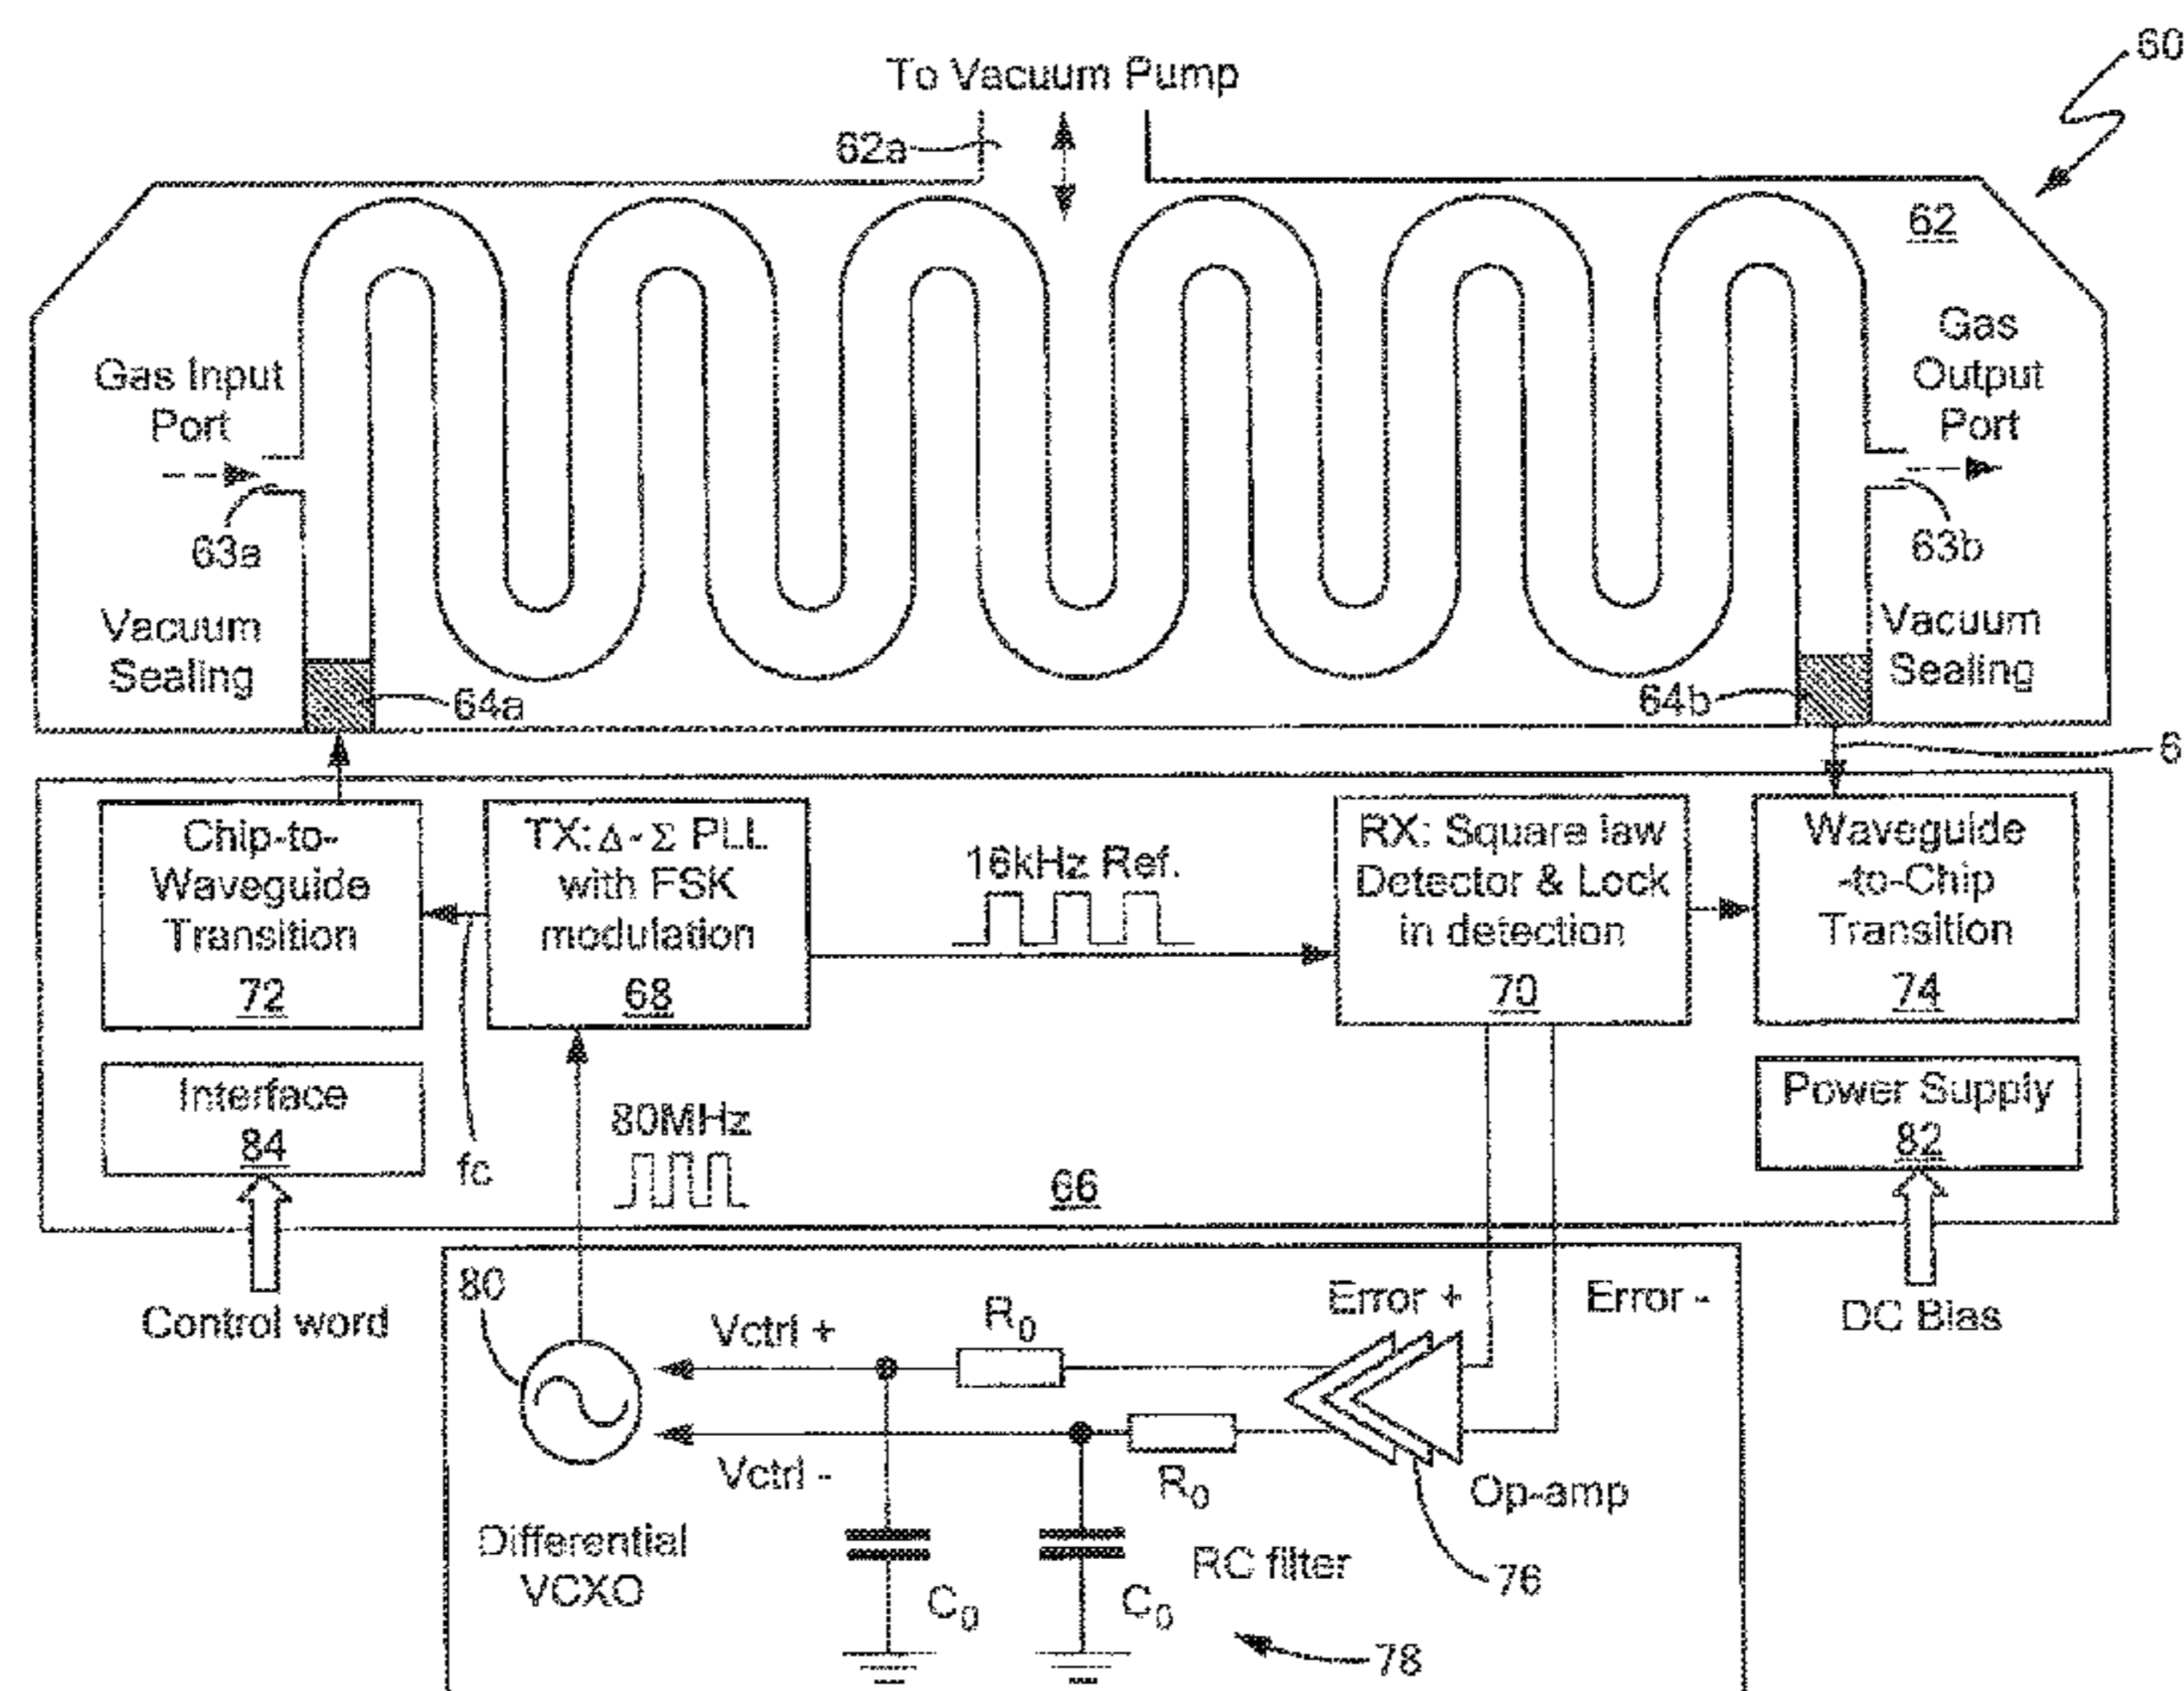 60
To Vacuum Pump
62a
62
Gas Input
Port
Gas
Output
Port
63a
63b
Vacuum
Sealing
64a
64b
Vacuum
Sealing
6
Chip-to-
Waveguide
Transition
72
TX: Δ-Σ PLL
with FSK
modulation
68
16kHz Ref.
RX: Square law
Detector & Lock
in detection
70
Waveguide
-to-Chip
Transition
74
Interface
84
fc
80MHz
66
Power Supply
82
Control word
DC Bias
80
Vctrl +
R0
Error +
Error -
Vctrl -
R0
Op-amp
Differential
VCXO
C0
C0
RC filter
76
78